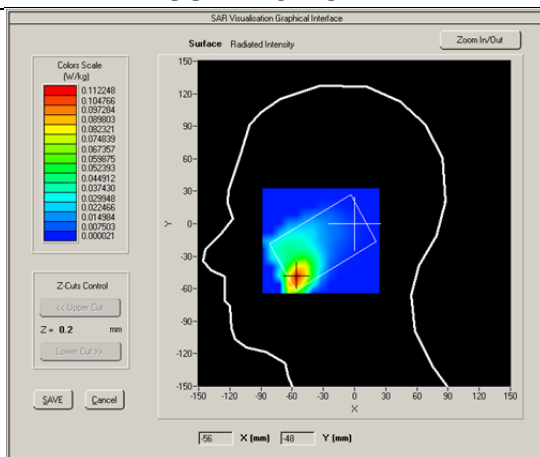 SAR Visualisation Graphical Interface
Surface Radiated Intensity
Zoom In/Out
Colors Scale
(W/kg)
0.112248
0.104766
0.097284
0.089803
0.082321
0.074839
0.067357
0.059875
0.052393
0.044912
0.037430
0.029948
0.022466
0.014984
0.007503
0.000021
Z-Cuts Control
<< Upper Cut
Z = 0.2 mm
Lower Cut >>
SAVE
Cancel
Y
150
120
90
60
30
0
-30
-60
-90
-120
-150
-150 -120 -90 -60 -30 0 30 60 90 120 150
X
-56 X (mm) -48 Y (mm)